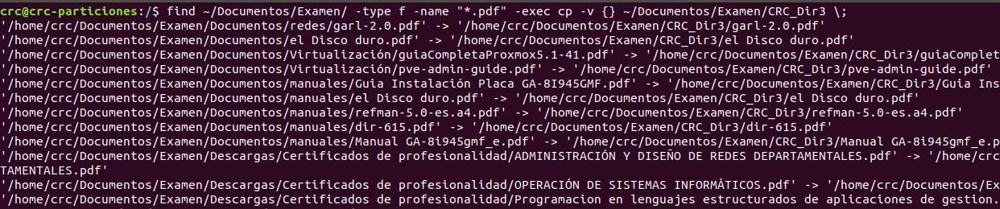 crc@crc-particiones:/$ find ~/Documentos/Examen/ -type f -name "*.pdf" -exec cp -v {} ~/Documentos/Examen/CRC_Dir3 \;
'/home/crc/Documentos/Examen/Documentos/redes/garl-2.0.pdf' -> '/home/crc/Documentos/Examen/CRC_Dir3/garl-2.0.pdf'
'/home/crc/Documentos/Examen/Documentos/el Disco duro.pdf' -> '/home/crc/Documentos/Examen/CRC_Dir3/el Disco duro.pdf'
'/home/crc/Documentos/Examen/Documentos/Virtualización/guiaCompletaProxmox5.1-41.pdf' -> '/home/crc/Documentos/Examen/CRC_Dir3/guiaComplet
'/home/crc/Documentos/Examen/Documentos/Virtualización/pve-admin-guide.pdf' -> '/home/crc/Documentos/Examen/CRC_Dir3/pve-admin-guide.pdf'
'/home/crc/Documentos/Examen/Documentos/manuales/Guia Instalación Placa GA-8I945GMF.pdf' -> '/home/crc/Documentos/Examen/CRC_Dir3/Guia Ins
'/home/crc/Documentos/Examen/Documentos/manuales/el Disco duro.pdf' -> '/home/crc/Documentos/Examen/CRC_Dir3/el Disco duro.pdf'
'/home/crc/Documentos/Examen/Documentos/manuales/refman-5.0-es.a4.pdf' -> '/home/crc/Documentos/Examen/CRC_Dir3/refman-5.0-es.a4.pdf'
'/home/crc/Documentos/Examen/Documentos/manuales/dir-615.pdf' -> '/home/crc/Documentos/Examen/CRC_Dir3/dir-615.pdf'
'/home/crc/Documentos/Examen/Documentos/manuales/Manual GA-8i945gmf_e.pdf' -> '/home/crc/Documentos/Examen/CRC_Dir3/Manual GA-8i945gmf_e.p
'/home/crc/Documentos/Examen/Descargas/Certificados de profesionalidad/ADMINISTRACIÓN Y DISEÑO DE REDES DEPARTAMENTALES.pdf' -> '/home/crc
TAMENTALES.pdf'
'/home/crc/Documentos/Examen/Descargas/Certificados de profesionalidad/OPERACIÓN DE SISTEMAS INFORMÁTICOS.pdf' -> '/home/crc/Documentos/Ex
'/home/crc/Documentos/Examen/Descargas/Certificados de profesionalidad/Programacion en lenguajes estructurados de aplicaciones de gestion.